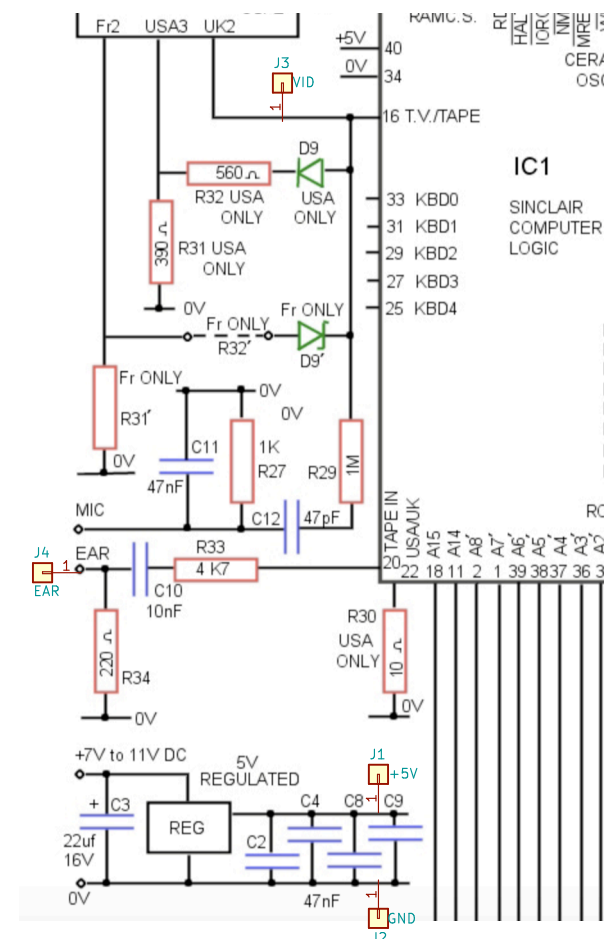 RAMC.S.
Fr2 USA3 UK2
+5V
40
0V
34
J3
VID
1
16 T.V./TAPE
CERA
OSC
D9
560Ω
R32 USA
ONLY
USA
ONLY
IC1
SINCLAIR
COMPUTER
LOGIC
33 KBD0
31 KBD1
29 KBD2
27 KBD3
25 KBD4
390 Ω
R31 USA
ONLY
0V
Fr ONLY
R32′
Fr ONLY
D9′
Fr ONLY
R31′
0V
0V
0V
C11
47nF
1K
R27
R29
1M
MIC
C12
47pF
TAPE IN
USA/UK
A15
A14
A8′
A7′
A6′
A5′
A4
A3′
20
22 18 11 2 1 39 38 37 36 3
J4
1
EAR
EAR
R33
4 K7
C10
10nF
220 Ω
R34
0V
R30
USA
ONLY
10 Ω
0V
+7V to 11V DC
5V
REGULATED
J1
+5V
1
+ C3
22uf
16V
REG
C2
C4
C8
C9
0V
47nF
1
GND
J2